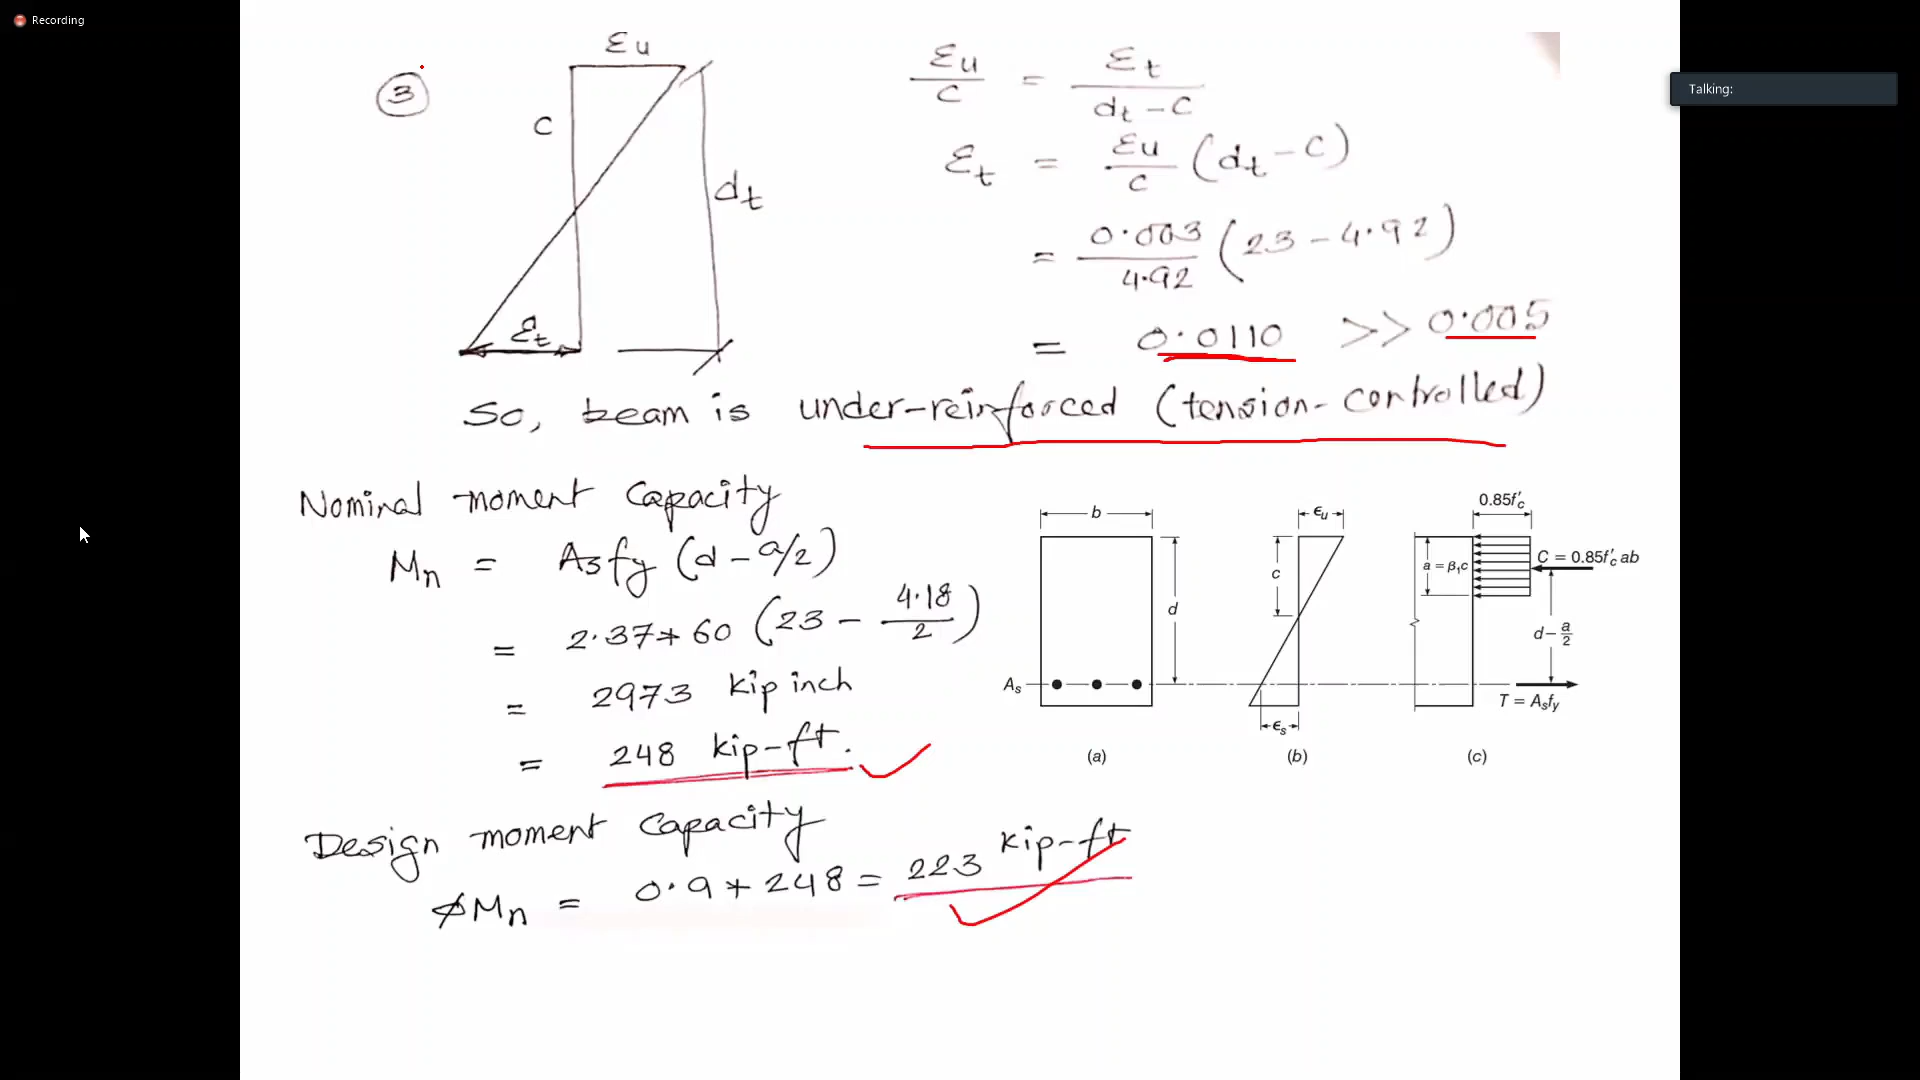 Recording
Talking:
3
εu
c
dt
εt
εu/c = εt/(dt-c)
εt = εu/c (dt-c)
= 0.003/4.92 (23-4.92)
= 0.0110 >> 0.005
So, beam is under-reinforced (tension-controlled)
Nominal moment capacity
Mn = Asfy (d-a/2)
= 2.37*60 (23 - 4.18/2)
= 2973 kip inch
= 248 kip-ft.
Design moment capacity
φMn = 0.9*248 = 223 kip-ft
b
d
As
(a)
ϵu
c
ϵs
(b)
0.85f′c
a = β1c
C = 0.85f′c ab
d-a/2
T = Asfy
(c)